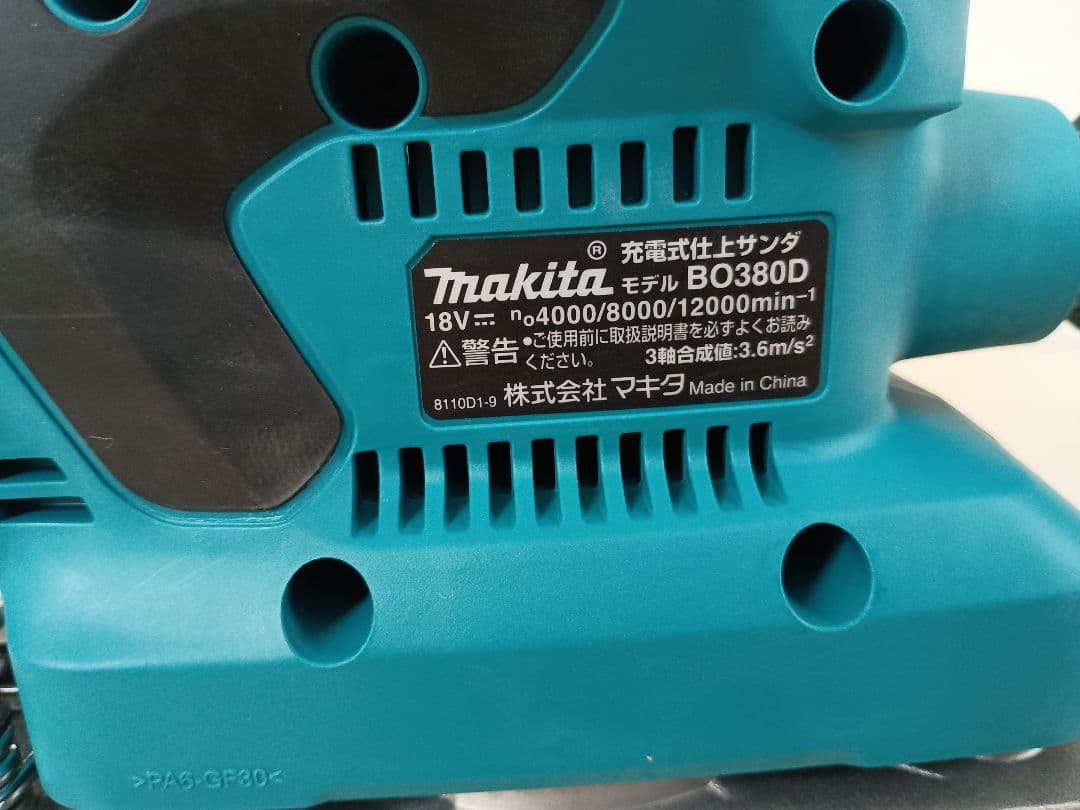 makita® 充電式仕上サンダ
モデル BO380D
18V⎓ no4000/8000/12000min-1
⚠警告 •ご使用前に取扱説明書を必ずよくお読み
ください。 3軸合成値:3.6m/s²
8110D1-9 株式会社 マキタ Made in China
>PA6-GF30<